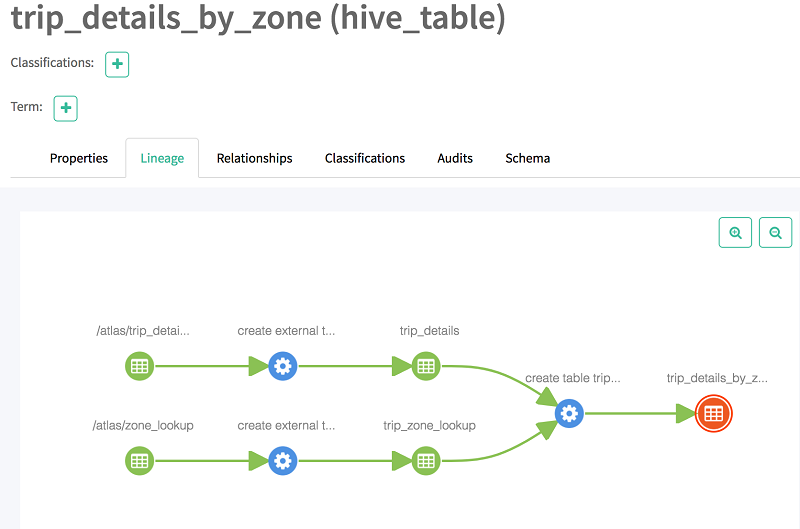 trip_details_by_zone (hive_table)
Classifications:
Term:
Properties Lineage Relationships Classifications Audits Schema
/atlas/trip_detai... create external t... trip_details
create table trip... trip_details_by_z...
/atlas/zone_lookup create external t... trip_zone_lookup